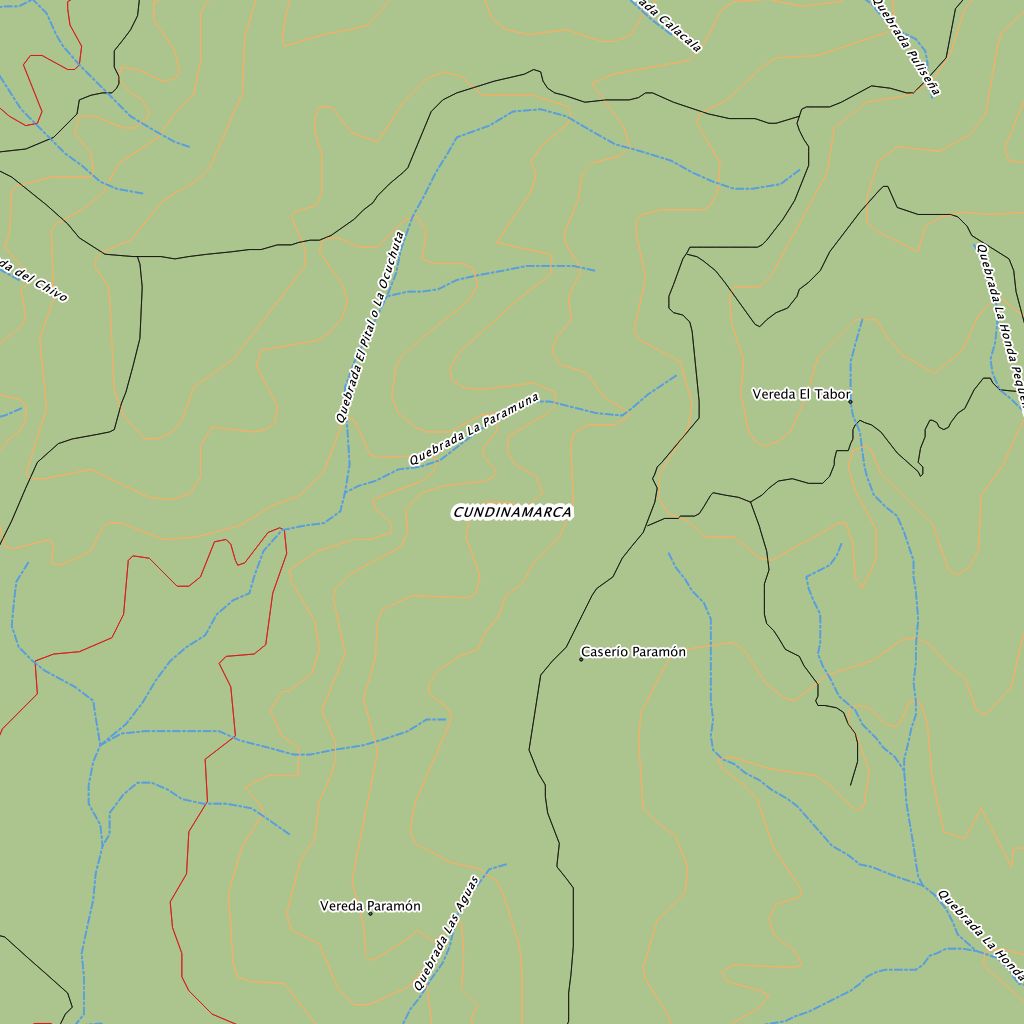 ada Calacala
Quebrada Puliseña
da del Chivo
Quebrada El Pital o La Ocuchuta
Quebrada La Honda Peque
Vereda El Tabor
Quebrada La Paramuna
CUNDINAMARCA
Caserío Paramón
Vereda Paramón
Quebrada Las Aguas
Quebrada La Honda